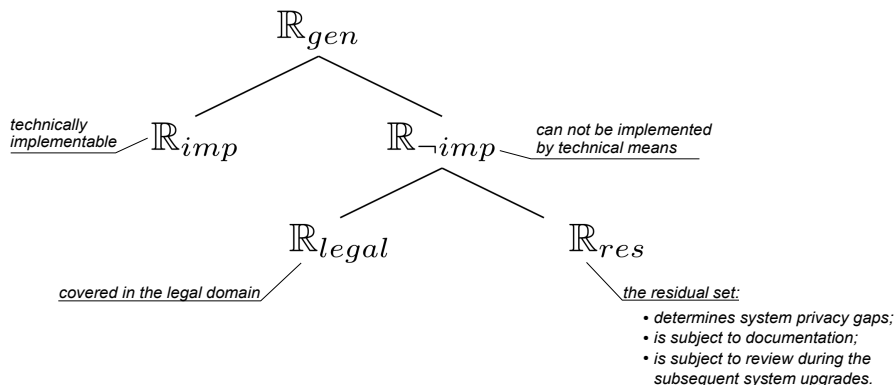 ℝgen
technically
implementable
ℝimp
ℝ¬imp
can not be implemented
by technical means
ℝlegal
ℝres
covered in the legal domain
the residual set:
• determines system privacy gaps;
• is subject to documentation;
• is subject to review during the
subsequent system upgrades.